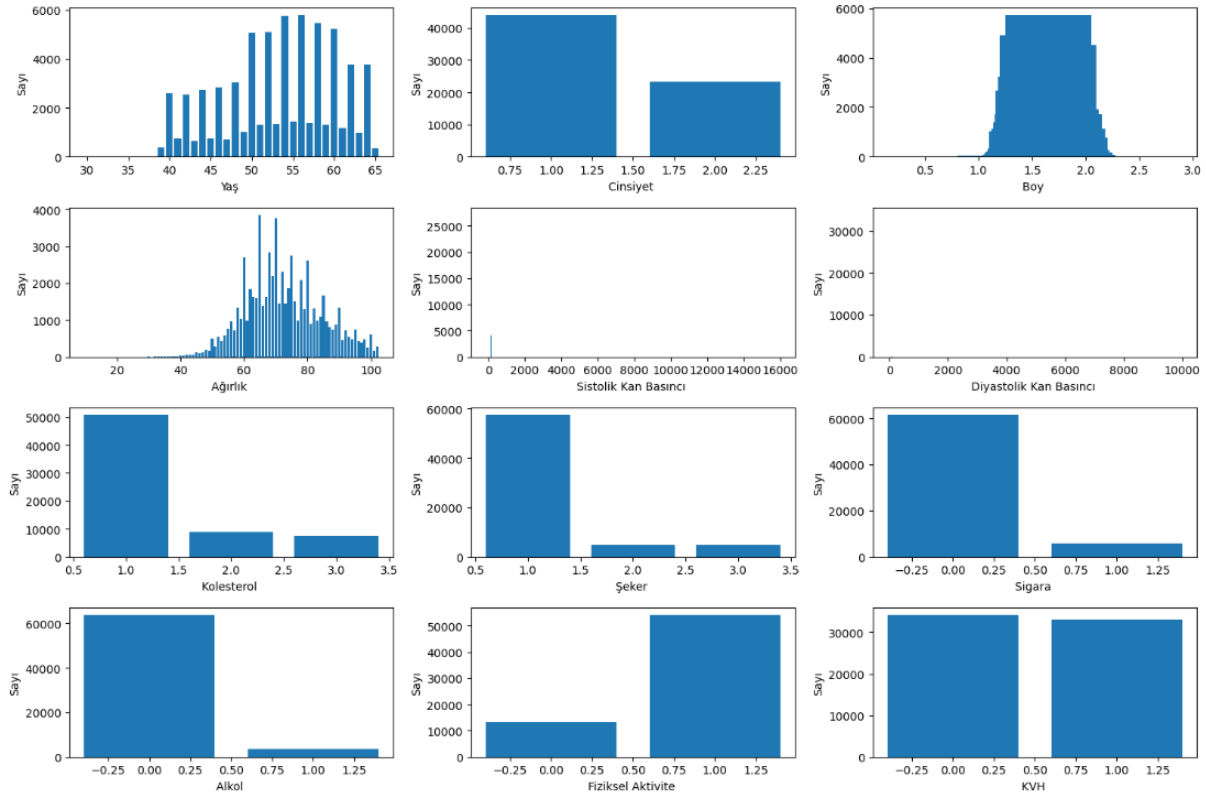 6000
4000
2000
0
Sayı
30 35 40 45 50 55 60 65
Yaş
40000
30000
20000
10000
0
Sayı
0.75 1.00 1.25 1.50 1.75 2.00 2.25
Cinsiyet
6000
4000
2000
0
Sayı
0.5 1.0 1.5 2.0 2.5 3.0
Boy
4000
3000
2000
1000
0
Sayı
20 40 60 80 100
Ağırlık
25000
20000
15000
10000
5000
0
Sayı
0 2000 4000 6000 8000 10000 12000 14000 16000
Sistolik Kan Basıncı
30000
20000
10000
0
Sayı
0 2000 4000 6000 8000 10000
Diyastolik Kan Basıncı
50000
40000
30000
20000
10000
0
Sayı
0.5 1.0 1.5 2.0 2.5 3.0 3.5
Kolesterol
60000
40000
20000
0
Sayı
0.5 1.0 1.5 2.0 2.5 3.0 3.5
Şeker
60000
40000
20000
0
Sayı
−0.25 0.00 0.25 0.50 0.75 1.00 1.25
Sigara
60000
40000
20000
0
Sayı
−0.25 0.00 0.25 0.50 0.75 1.00 1.25
Alkol
50000
40000
30000
20000
10000
0
Sayı
−0.25 0.00 0.25 0.50 0.75 1.00 1.25
Fiziksel Aktivite
30000
20000
10000
0
Sayı
−0.25 0.00 0.25 0.50 0.75 1.00 1.25
KVH